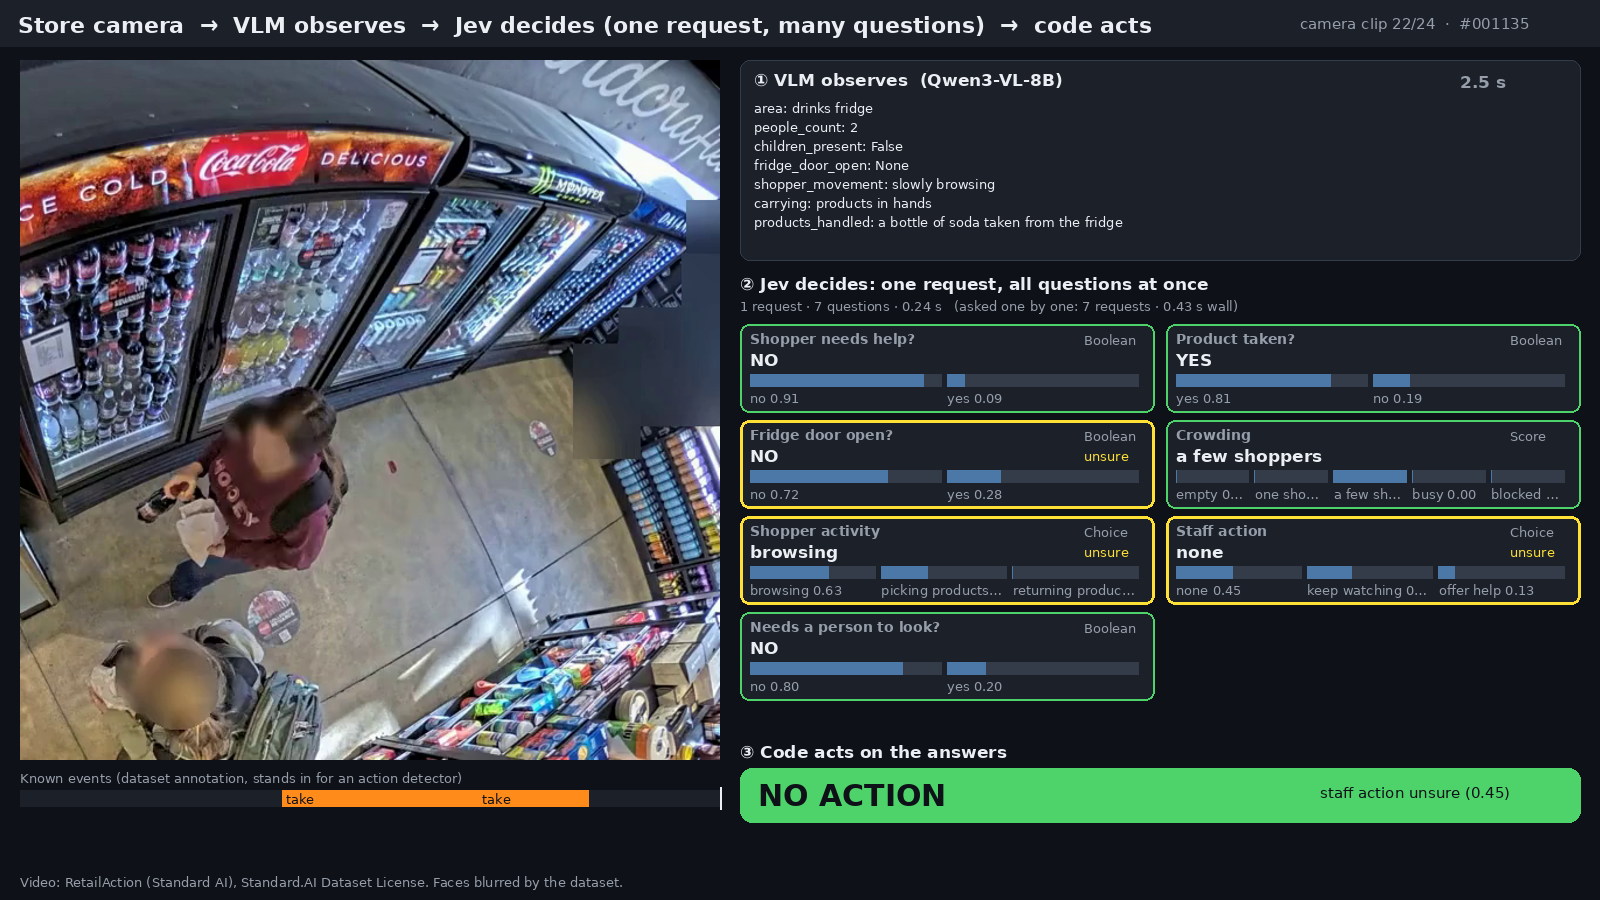 Store camera → VLM observes → Jev decides (one request, many questions) → code acts
camera clip 22/24 · #001135
ICE COLD
Coca-Cola
DELICIOUS
MONSTER
① VLM observes (Qwen3-VL-8B)
2.5 s
area: drinks fridge
people_count: 2
children_present: False
fridge_door_open: None
shopper_movement: slowly browsing
carrying: products in hands
products_handled: a bottle of soda taken from the fridge
② Jev decides: one request, all questions at once
1 request · 7 questions · 0.24 s (asked one by one: 7 requests · 0.43 s wall)
Shopper needs help?
Boolean
NO
no 0.91
yes 0.09
Product taken?
Boolean
YES
yes 0.81
no 0.19
Fridge door open?
Boolean
NO
unsure
no 0.72
yes 0.28
Crowding
Score
a few shoppers
empty 0...
one sho...
a few sh...
busy 0.00
blocked ...
Shopper activity
Choice
browsing
unsure
browsing 0.63
picking products...
returning produc...
Staff action
Choice
none
unsure
none 0.45
keep watching 0...
offer help 0.13
Needs a person to look?
Boolean
NO
no 0.80
yes 0.20
③ Code acts on the answers
NO ACTION
staff action unsure (0.45)
Known events (dataset annotation, stands in for an action detector)
take
take
Video: RetailAction (Standard AI), Standard.AI Dataset License. Faces blurred by the dataset.